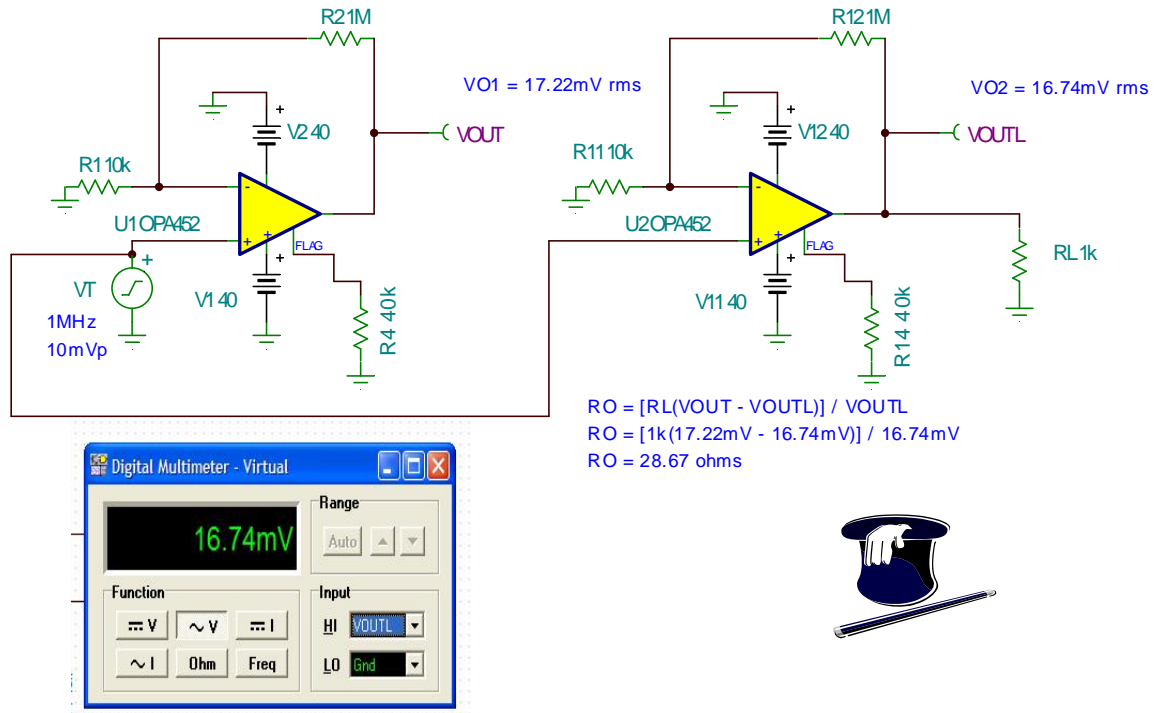 R2 1M
R12 1M
VO1 = 17.22mV rms
VO2 = 16.74mV rms
+
+
V2 40
V12 40
VOUT
VOUTL
R1 10k
R11 10k
-
-
U1 OPA452
U2 OPA452
+
+
+
+
FLAG
FLAG
+
+
+
VT
V1 40
V11 40
RL 1k
1MHz
10mVp
R4 40k
R14 40k
RO = [RL(VOUT - VOUTL)] / VOUTL
RO = [1k(17.22mV - 16.74mV)] / 16.74mV
RO = 28.67 ohms
Digital Multimeter - Virtual
16.74mV
Range
Auto
Function
V
V
I
I
Ohm
Freq
Input
HI
VOUTL
LO
Gnd